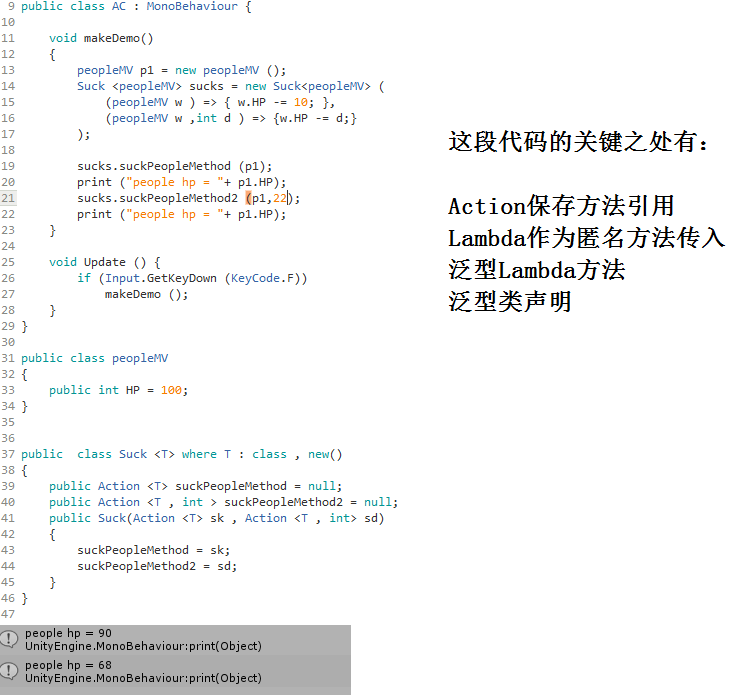 9 public class AC : MonoBehaviour {
10
11     void makeDemo()
12     {
13         peopleMV p1 = new peopleMV ();
14         Suck <peopleMV> sucks = new Suck<peopleMV> (
15             (peopleMV w ) => { w.HP -= 10; },
16             (peopleMV w ,int d ) => {w.HP -= d;}
17         );
18
19         sucks.suckPeopleMethod (p1);
20         print ("people hp = "+ p1.HP);
21         sucks.suckPeopleMethod2 (p1,22);
22         print ("people hp = "+ p1.HP);
23     }
24
25     void Update () {
26         if (Input.GetKeyDown (KeyCode.F))
27             makeDemo ();
28     }
29 }
30
31 public class peopleMV
32 {
33     public int HP = 100;
34 }
35
36
37 public  class Suck <T> where T : class , new()
38 {
39     public Action <T> suckPeopleMethod = null;
40     public Action <T , int > suckPeopleMethod2 = null;
41     public Suck(Action <T> sk , Action <T , int> sd)
42     {
43         suckPeopleMethod = sk;
44         suckPeopleMethod2 = sd;
45     }
46 }
47
这段代码的关键之处有：
Action保存方法引用
Lambda作为匿名方法传入
泛型Lambda方法
泛型类声明
people hp = 90
UnityEngine.MonoBehaviour:print(Object)
people hp = 68
UnityEngine.MonoBehaviour:print(Object)